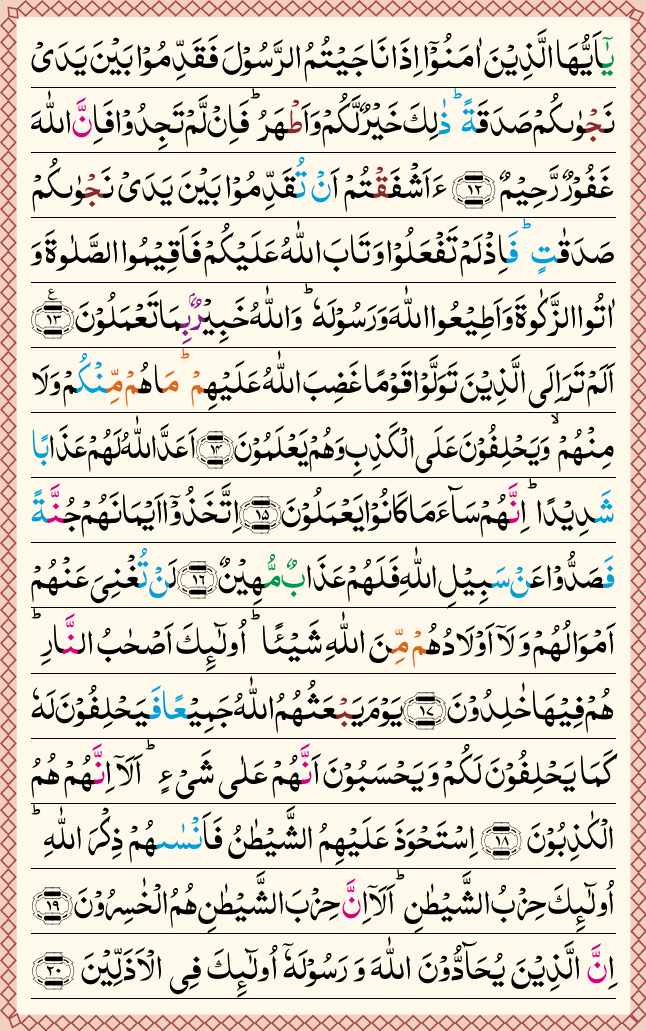 يٰۤاَيُّهَا الَّذِيْنَ اٰمَنُوْۤا اِذَا نَاجَيْتُمُ الرَّسُوْلَ فَقَدِّمُوْا بَيْنَ يَدَىْ
نَجْوٰىكُمْ صَدَقَةً ؕ ذٰلِكَ خَيْرٌ لَّكُمْ وَاَطْهَرُ ؕ فَاِنْ لَّمْ تَجِدُوْا فَاِنَّ اللّٰهَ
غَفُوْرٌ رَّحِيْمٌ ﴿۱۲﴾ ءَاَشْفَقْتُمْ اَنْ تُقَدِّمُوْا بَيْنَ يَدَىْ نَجْوٰىكُمْ
صَدَقٰتٍ ؕ فَاِذْ لَمْ تَفْعَلُوْا وَتَابَ اللّٰهُ عَلَيْكُمْ فَاَقِيْمُوا الصَّلٰوةَ وَ
اٰتُوا الزَّكٰوةَ وَاَطِيْعُوا اللّٰهَ وَرَسُوْلَهٗ ؕ وَاللّٰهُ خَبِيْرٌۢ بِمَا تَعْمَلُوْنَ ﴿۱۳﴾ ع
اَلَمْ تَرَ اِلَى الَّذِيْنَ تَوَلَّوْا قَوْمًا غَضِبَ اللّٰهُ عَلَيْهِمْ ؕ مَا هُمْ مِّنْكُمْ وَلَا
مِنْهُمْ ۙ وَيَحْلِفُوْنَ عَلَى الْكَذِبِ وَهُمْ يَعْلَمُوْنَ ﴿۱۴﴾ اَعَدَّ اللّٰهُ لَهُمْ عَذَابًا
شَدِيْدًا ؕ اِنَّهُمْ سَآءَ مَا كَانُوْا يَعْمَلُوْنَ ﴿۱۵﴾ اِتَّخَذُوْۤا اَيْمَانَهُمْ جُنَّةً
فَصَدُّوْا عَنْ سَبِيْلِ اللّٰهِ فَلَهُمْ عَذَابٌ مُّهِيْنٌ ﴿۱۶﴾ لَنْ تُغْنِىَ عَنْهُمْ
اَمْوَالُهُمْ وَلَاۤ اَوْلَادُهُمْ مِّنَ اللّٰهِ شَيْـًٔا ؕ اُولٰٓئِكَ اَصْحٰبُ النَّارِ ؕ
هُمْ فِيْهَا خٰلِدُوْنَ ﴿۱۷﴾ يَوْمَ يَبْعَثُهُمُ اللّٰهُ جَمِيْعًا فَيَحْلِفُوْنَ لَهٗ
كَمَا يَحْلِفُوْنَ لَكُمْ وَيَحْسَبُوْنَ اَنَّهُمْ عَلٰى شَىْءٍ ؕ اَلَاۤ اِنَّهُمْ هُمُ
الْكٰذِبُوْنَ ﴿۱۸﴾ اِسْتَحْوَذَ عَلَيْهِمُ الشَّيْطٰنُ فَاَنْسٰىهُمْ ذِكْرَ اللّٰهِ ؕ
اُولٰٓئِكَ حِزْبُ الشَّيْطٰنِ ؕ اَلَاۤ اِنَّ حِزْبَ الشَّيْطٰنِ هُمُ الْخٰسِرُوْنَ ﴿۱۹﴾
اِنَّ الَّذِيْنَ يُحَآدُّوْنَ اللّٰهَ وَ رَسُوْلَهٗۤ اُولٰٓئِكَ فِى الْاَذَلِّيْنَ ﴿۲۰﴾